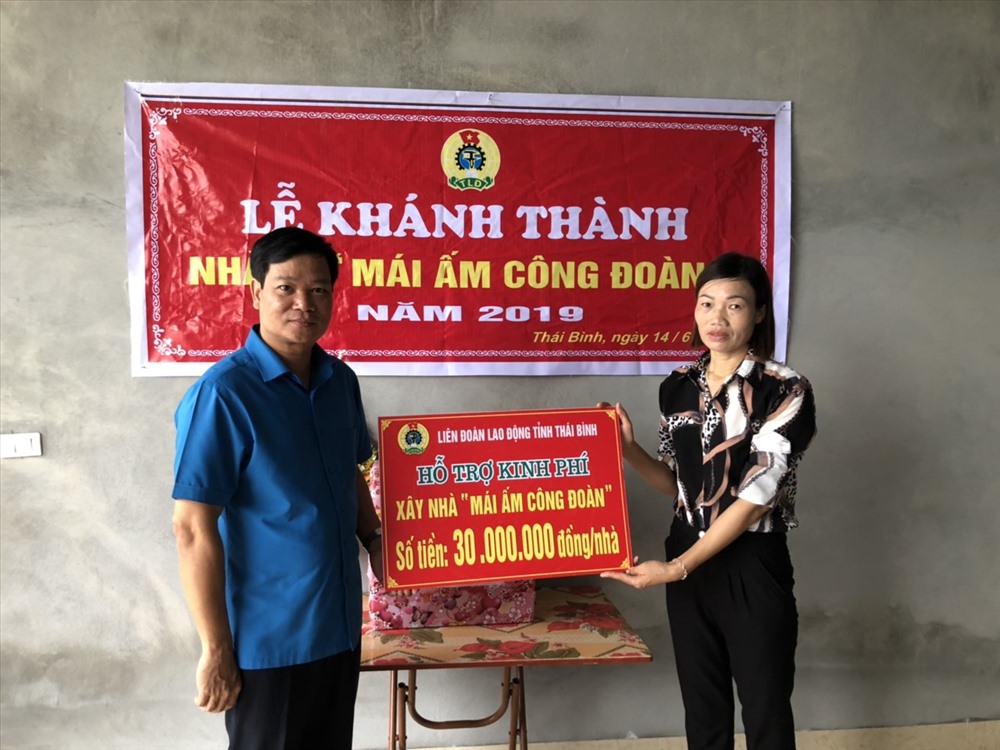 TLD
LỄ KHÁNH THÀNH
NHÀ MÁI ẤM CÔNG ĐOÀN
NĂM 2019
Thái Bình, ngày 14 / 6
LIÊN ĐOÀN LAO ĐỘNG TỈNH THÁI BÌNH
HỖ TRỢ KINH PHÍ
XÂY NHÀ "MÁI ẤM CÔNG ĐOÀN"
Số tiền: 30.000.000 đồng/nhà